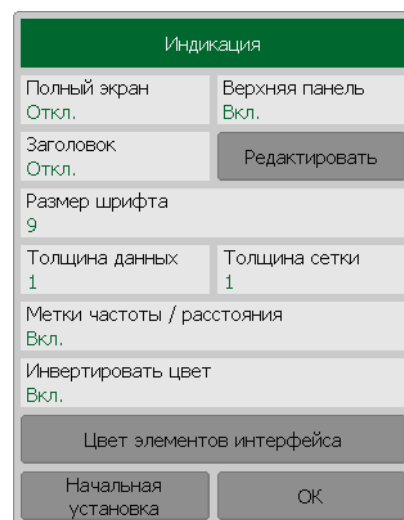 Индикация
Полный экран
Откл.
Верхняя панель
Вкл.
Заголовок
Откл.
Редактировать
Размер шрифта
9
Толщина данных
1
Толщина сетки
1
Метки частоты / расстояния
Вкл.
Инвертировать цвет
Вкл.
Цвет элементов интерфейса
Начальная
установка
ОК